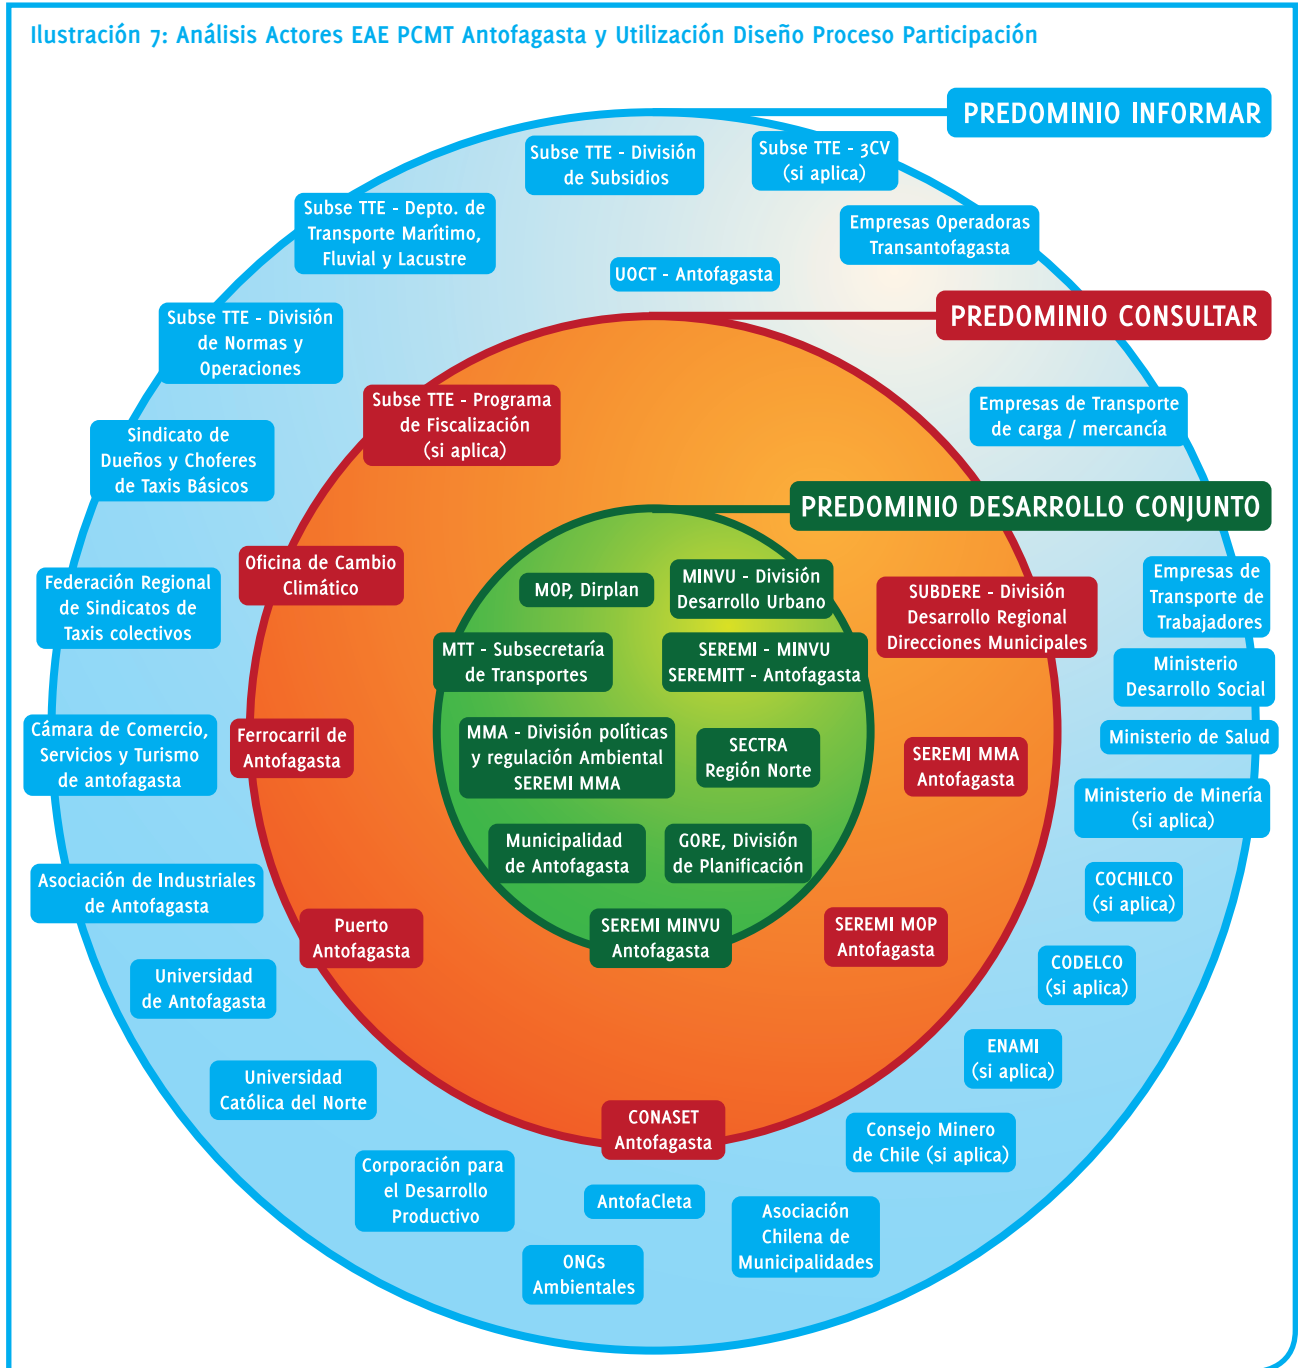 Ilustración 7: Análisis Actores EAE PCMT Antofagasta y Utilización Diseño Proceso Participación
PREDOMINIO INFORMAR
Subse TTE - División
de Subsidios
Subse TTE - 3CV
(si aplica)
Subse TTE - Depto. de
Transporte Marítimo,
Fluvial y Lacustre
Empresas Operadoras
Transantofagasta
UOCT - Antofagasta
Subse TTE - División
de Normas y
Operaciones
PREDOMINIO CONSULTAR
Subse TTE - Programa
de Fiscalización
(si aplica)
Empresas de Transporte
de carga / mercancía
Sindicato de
Dueños y Choferes
de Taxis Básicos
PREDOMINIO DESARROLLO CONJUNTO
Oficina de Cambio
Climático
Federación Regional
de Sindicatos de
Taxis colectivos
MOP, Dirplan
MINVU - División
Desarrollo Urbano
SUBDERE - División
Desarrollo Regional
Direcciones Municipales
Empresas de
Transporte de
Trabajadores
MTT - Subsecretaría
de Transportes
SEREMI - MINVU
SEREMITT - Antofagasta
Ministerio
Desarrollo Social
Cámara de Comercio,
Servicios y Turismo
de antofagasta
Ferrocarril de
Antofagasta
MMA - División políticas
y regulación Ambiental
SEREMI MMA
SECTRA
Región Norte
SEREMI MMA
Antofagasta
Ministerio de Salud
Ministerio de Minería
(si aplica)
Municipalidad
de Antofagasta
GORE, División
de Planificación
Asociación de Industriales
de Antofagasta
COCHILCO
(si aplica)
Puerto
Antofagasta
SEREMI MINVU
Antofagasta
SEREMI MOP
Antofagasta
Universidad
de Antofagasta
CODELCO
(si aplica)
ENAMI
(si aplica)
Universidad
Católica del Norte
CONASET
Antofagasta
Consejo Minero
de Chile (si aplica)
Corporación para
el Desarrollo
Productivo
AntofaCleta
Asociación
Chilena de
Municipalidades
ONGs
Ambientales